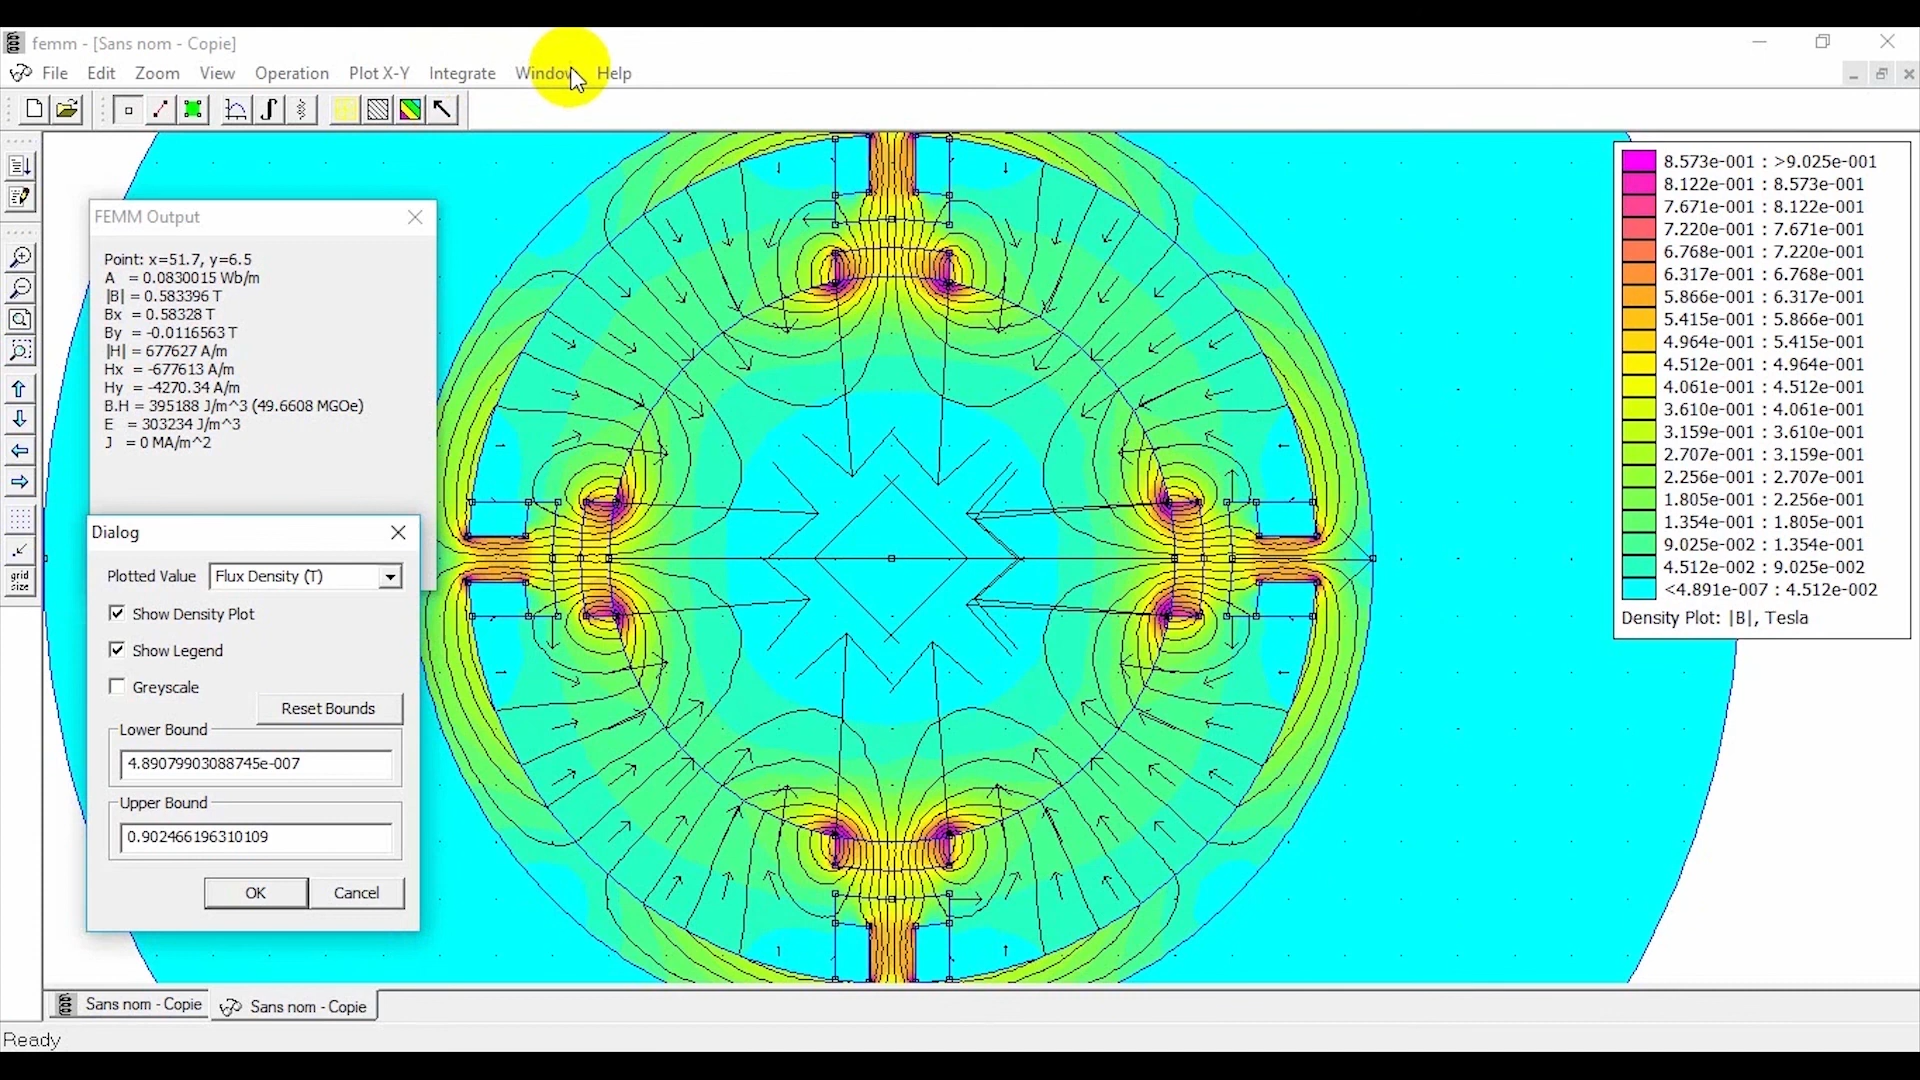 femm - [Sans nom - Copie]
File Edit Zoom View Operation Plot X-Y Integrate Window Help
FEMM Output
Point: x=51.7, y=6.5
A = 0.0830015 Wb/m
|B| = 0.583396 T
Bx = 0.58328 T
By = -0.0116563 T
|H| = 677627 A/m
Hx = -677613 A/m
Hy = -4270.34 A/m
B.H = 395188 J/m^3 (49.6608 MGOe)
E = 303234 J/m^3
J = 0 MA/m^2
Dialog
Plotted Value Flux Density (T)
Show Density Plot
Show Legend
Greyscale
Reset Bounds
Lower Bound
4.89079903088745e-007
Upper Bound
0.902466196310109
OK Cancel
grid
size
8.573e-001 : >9.025e-001
8.122e-001 : 8.573e-001
7.671e-001 : 8.122e-001
7.220e-001 : 7.671e-001
6.768e-001 : 7.220e-001
6.317e-001 : 6.768e-001
5.866e-001 : 6.317e-001
5.415e-001 : 5.866e-001
4.964e-001 : 5.415e-001
4.512e-001 : 4.964e-001
4.061e-001 : 4.512e-001
3.610e-001 : 4.061e-001
3.159e-001 : 3.610e-001
2.707e-001 : 3.159e-001
2.256e-001 : 2.707e-001
1.805e-001 : 2.256e-001
1.354e-001 : 1.805e-001
9.025e-002 : 1.354e-001
4.512e-002 : 9.025e-002
<4.891e-007 : 4.512e-002
Density Plot: |B|, Tesla
Sans nom - Copie
Sans nom - Copie
Ready